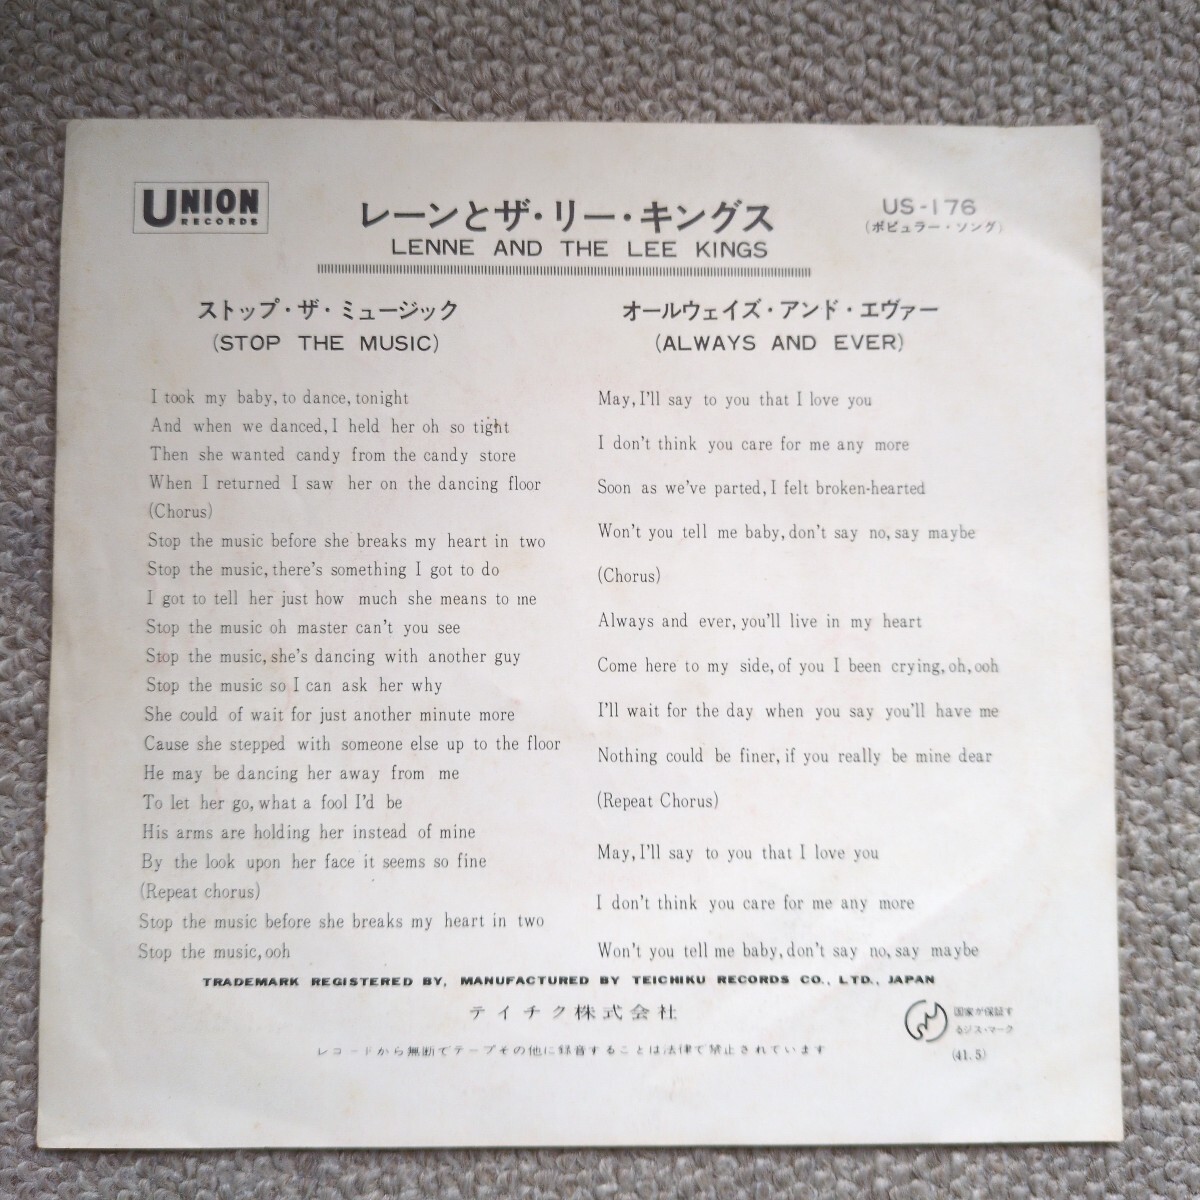 UNION
RECORDS
レーンとザ・リー・キングス
LENNE AND THE LEE KINGS
US-176
(ポピュラー・ソング)
ストップ・ザ・ミュージック
(STOP THE MUSIC)
I took my baby, to dance, tonight
And when we danced, I held her oh so tight
Then she wanted candy from the candy store
When I returned I saw her on the dancing floor
(Chorus)
Stop the music before she breaks my heart in two
Stop the music, there's something I got to do
I got to tell her just how much she means to me
Stop the music oh master can't you see
Stop the music, she's dancing with another guy
Stop the music so I can ask her why
She could of wait for just another minute more
Cause she stepped with someone else up to the floor
He may be dancing her away from me
To let her go, what a fool I'd be
His arms are holding her instead of mine
By the look upon her face it seems so fine
(Repeat chorus)
Stop the music before she breaks my heart in two
Stop the music, ooh
オールウェイズ・アンド・エヴァー
(ALWAYS AND EVER)
May, I'll say to you that I love you
I don't think you care for me any more
Soon as we've parted, I felt broken-hearted
Won't you tell me baby, don't say no, say maybe
(Chorus)
Always and ever, you'll live in my heart
Come here to my side, of you I been crying, oh, ooh
I'll wait for the day when you say you'll have me
Nothing could be finer, if you really be mine dear
(Repeat Chorus)
May, I'll say to you that I love you
I don't think you care for me any more
Won't you tell me baby, don't say no, say maybe
TRADEMARK REGISTERED BY, MANUFACTURED BY TEICHIKU RECORDS CO., LTD., JAPAN
テイチク株式会社
レコードから無断でテープその他に録音することは法律で禁止されています
国家が保証す
るジス・マーク
(41.5)